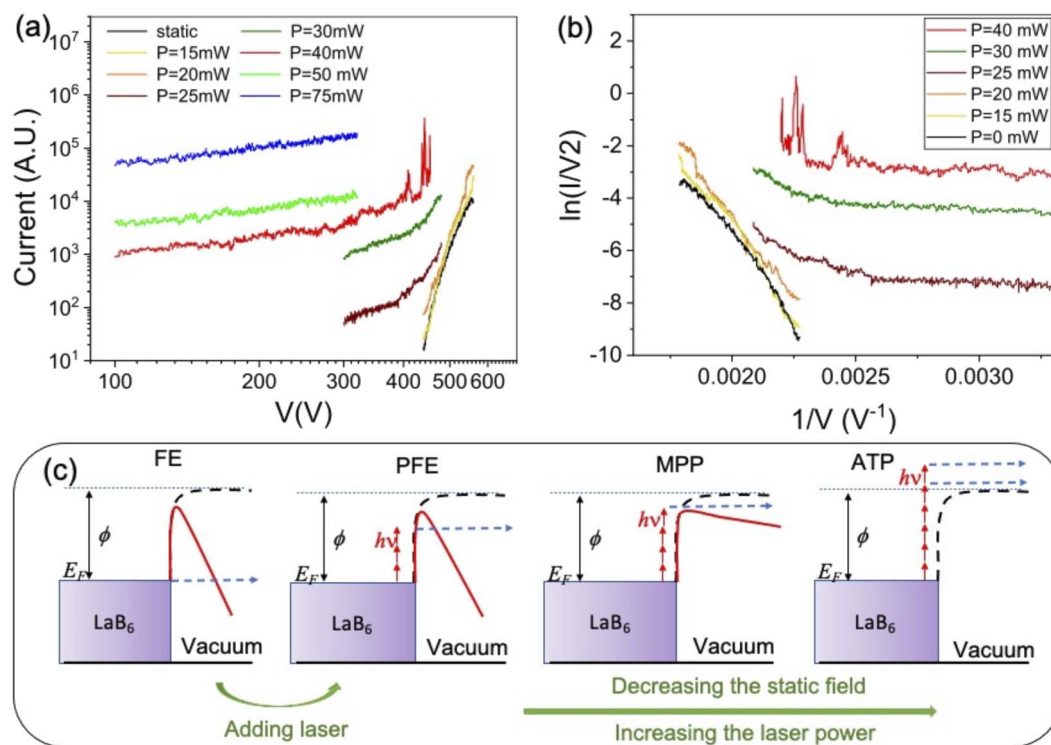 (a)
10⁷
10⁶
10⁵
10⁴
10³
10²
10¹
Current (A.U.)
static
P=15mW
P=20mW
P=25mW
P=30mW
P=40mW
P=50 mW
P=75mW
100 200 300 400 500 600
V(V)
(b)
0
-2
-4
-6
-8
-10
ln(I/V2)
P=40 mW
P=30 mW
P=25 mW
P=20 mW
P=15 mW
P=0 mW
0.0020 0.0025 0.0030
1/V (V⁻¹)
(c)
FE
ϕ
E_F
LaB₆
Vacuum
PFE
ϕ
hν
E_F
LaB₆
Vacuum
MPP
ϕ
hν
E_F
LaB₆
Vacuum
ATP
hν
ϕ
E_F
LaB₆
Vacuum
Adding laser
Decreasing the static field
Increasing the laser power